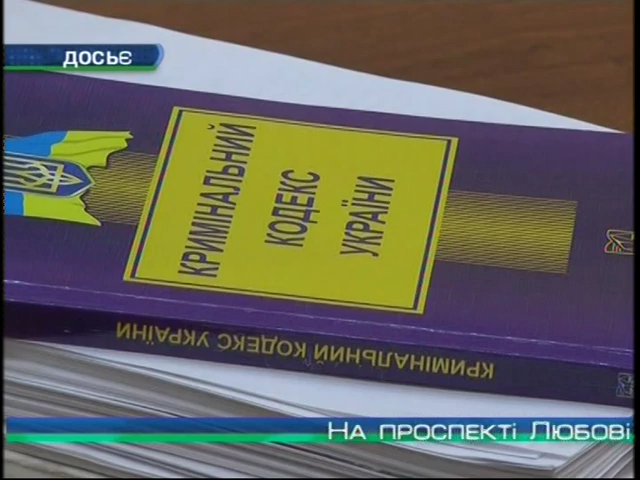 ДОСЬЄ
КРИМІНАЛЬНИЙ
КОДЕКС
УКРАЇНИ
КРИМІНАЛЬНИЙ КОДЕКС УКРАЇНИ
На проспекті Любові